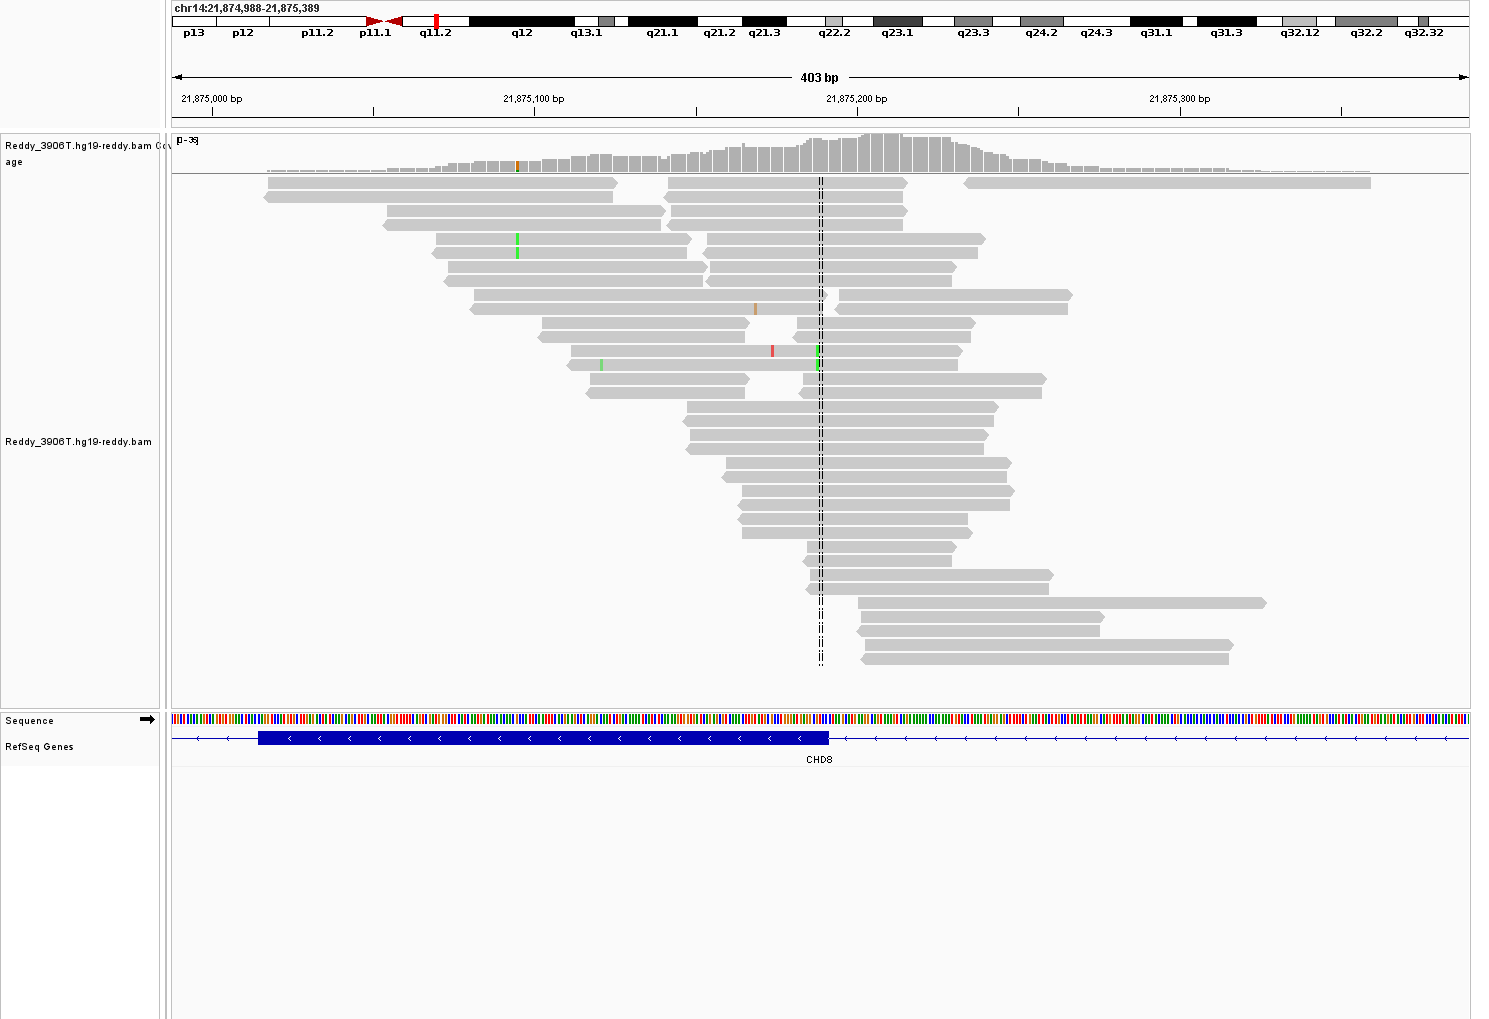 chr14:21,874,988-21,875,389
p13 p12 p11.2 p11.1 q11.2 q12 q13.1 q21.1 q21.2 q21.3 q22.2 q23.1 q23.3 q24.2 q24.3 q31.1 q31.3 q32.12 q32.2 q32.32
403 bp
21,875,000 bp 21,875,100 bp 21,875,200 bp 21,875,300 bp
Reddy_3906T.hg19-reddy.bam Cov
age
[0-36]
Reddy_3906T.hg19-reddy.bam
Sequence
RefSeq Genes
CHD8